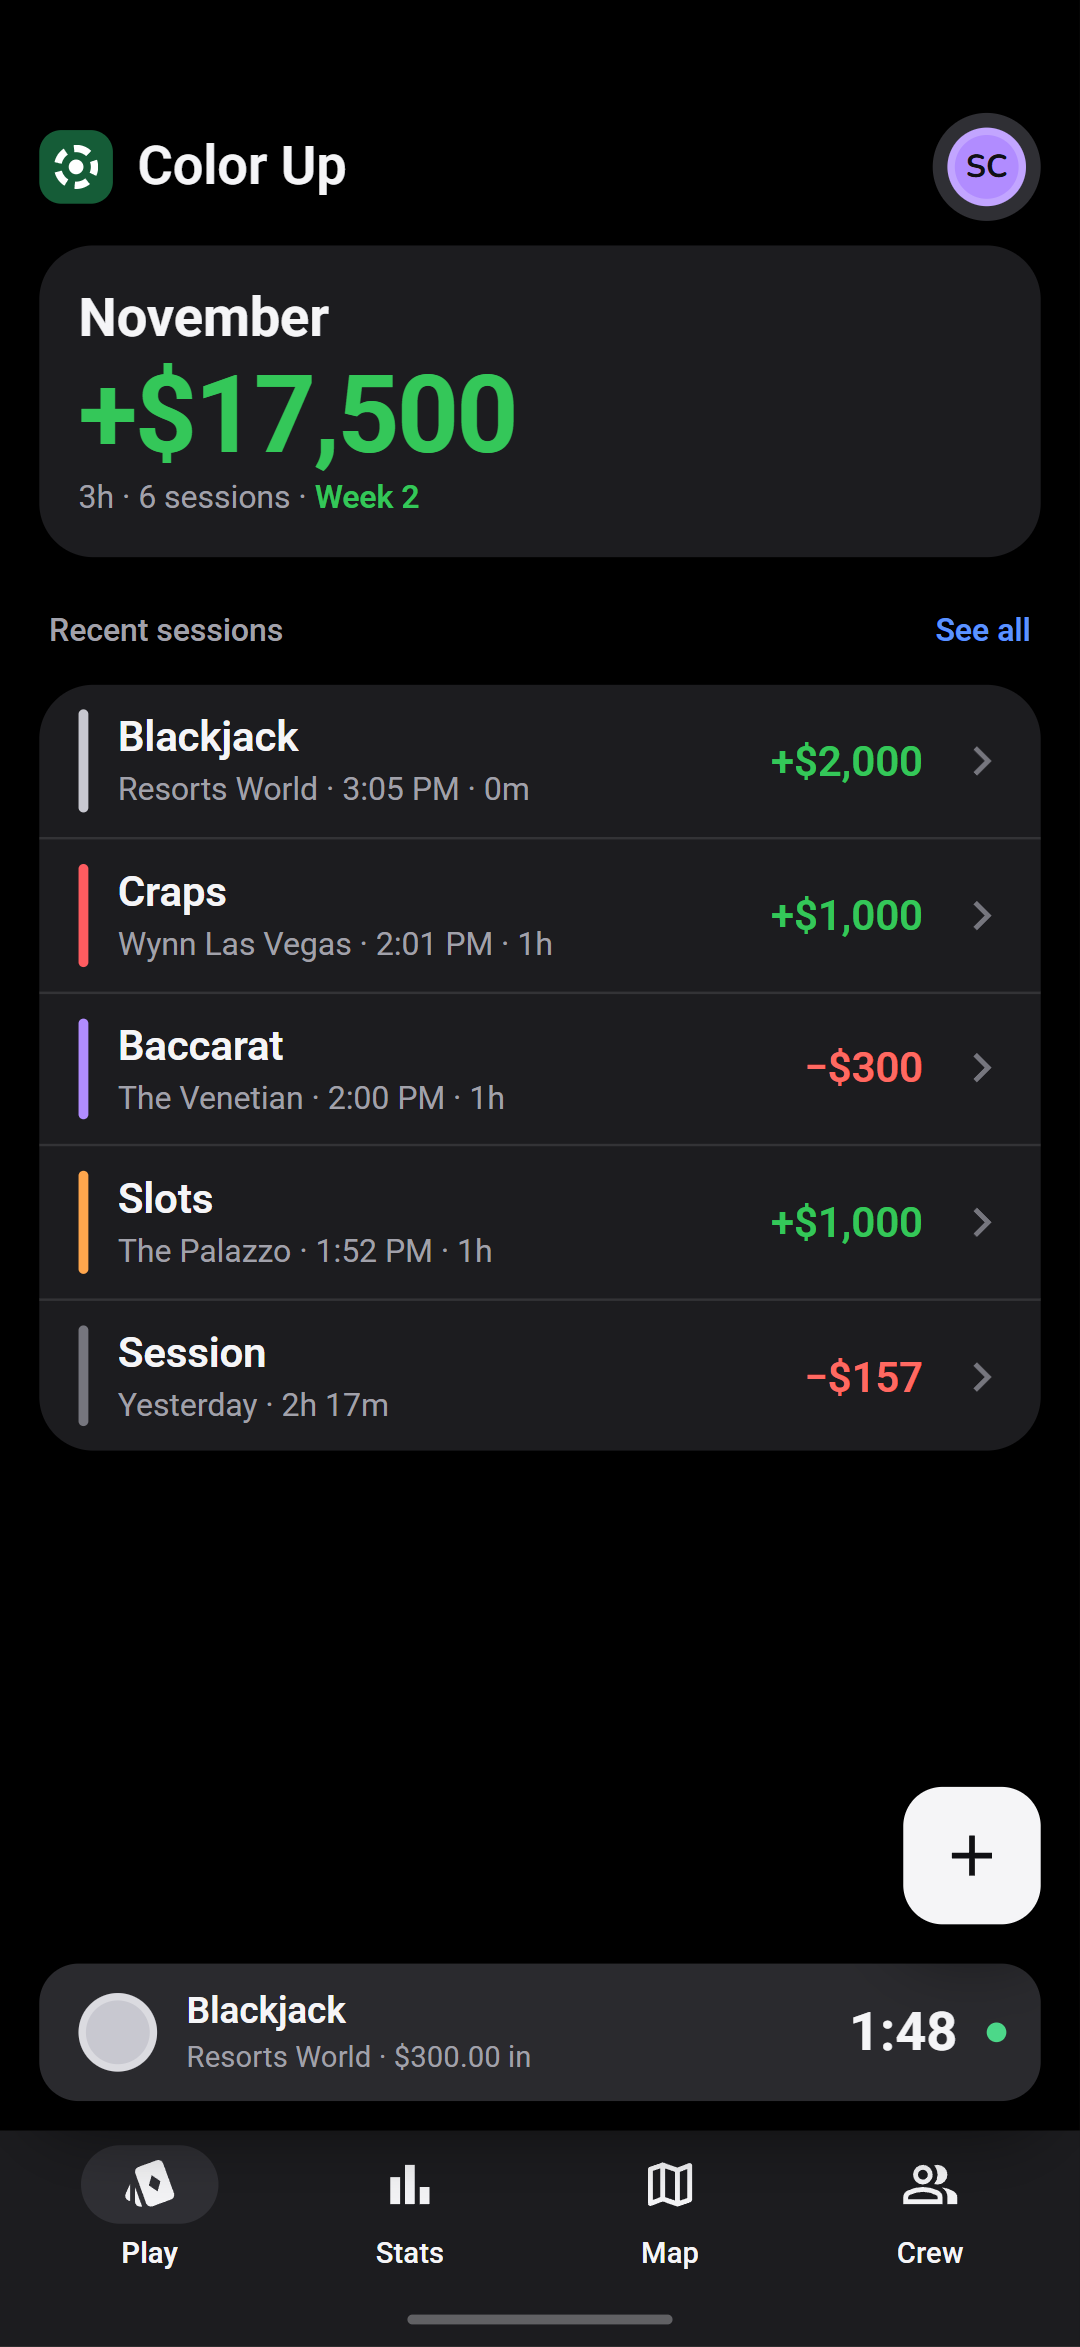 Color Up
SC
November
+$17,500
3h · 6 sessions · Week 2
Recent sessions
See all
Blackjack
Resorts World · 3:05 PM · 0m
+$2,000
Craps
Wynn Las Vegas · 2:01 PM · 1h
+$1,000
Baccarat
The Venetian · 2:00 PM · 1h
−$300
Slots
The Palazzo · 1:52 PM · 1h
+$1,000
Session
Yesterday · 2h 17m
−$157
Blackjack
Resorts World · $300.00 in
1:48
Play
Stats
Map
Crew